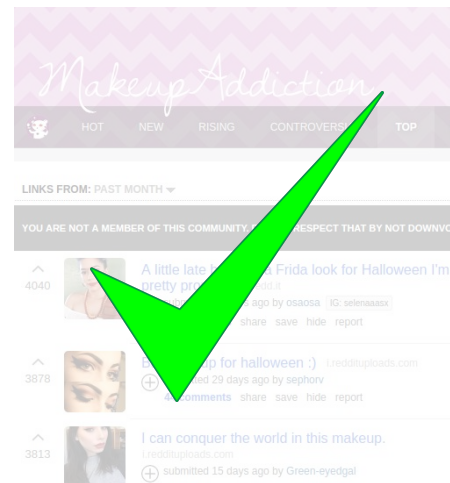 Makeup Addiction
HOT NEW RISING CONTROVERSI TOP
LINKS FROM: PAST MONTH
YOU ARE NOT A MEMBER OF THIS COMMUNITY. RESPECT THAT BY NOT DOWNVO
4040
A little late Frida look for Halloween I'm
pretty
ago by osaosa IG: selenaaasx
share save hide report
3878
up for halloween :) i.reddituploads.com
29 days ago by sephorv
comments share save hide report
3813
I can conquer the world in this makeup.
i.reddituploads.com
submitted 15 days ago by Green-eyedgal